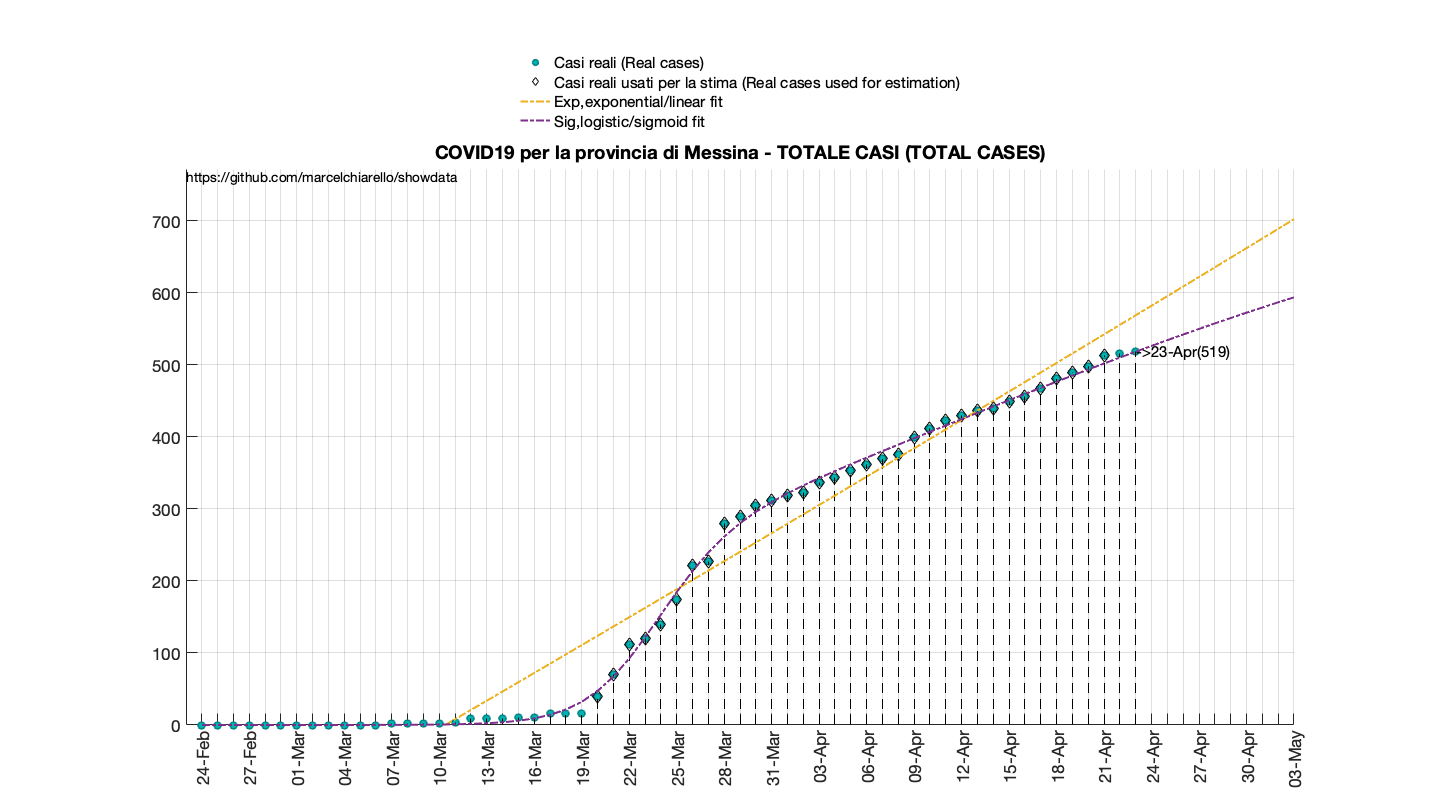 Casi reali (Real cases)
Casi reali usati per la stima (Real cases used for estimation)
Exp,exponential/linear fit
Sig,logistic/sigmoid fit
COVID19 per la provincia di Messina - TOTALE CASI (TOTAL CASES)
https://github.com/marcelchiarello/showdata
700
600
500
400
300
200
100
0
->23-Apr(519)
24-Feb
27-Feb
01-Mar
04-Mar
07-Mar
10-Mar
13-Mar
16-Mar
19-Mar
22-Mar
25-Mar
28-Mar
31-Mar
03-Apr
06-Apr
09-Apr
12-Apr
15-Apr
18-Apr
21-Apr
24-Apr
27-Apr
30-Apr
03-May